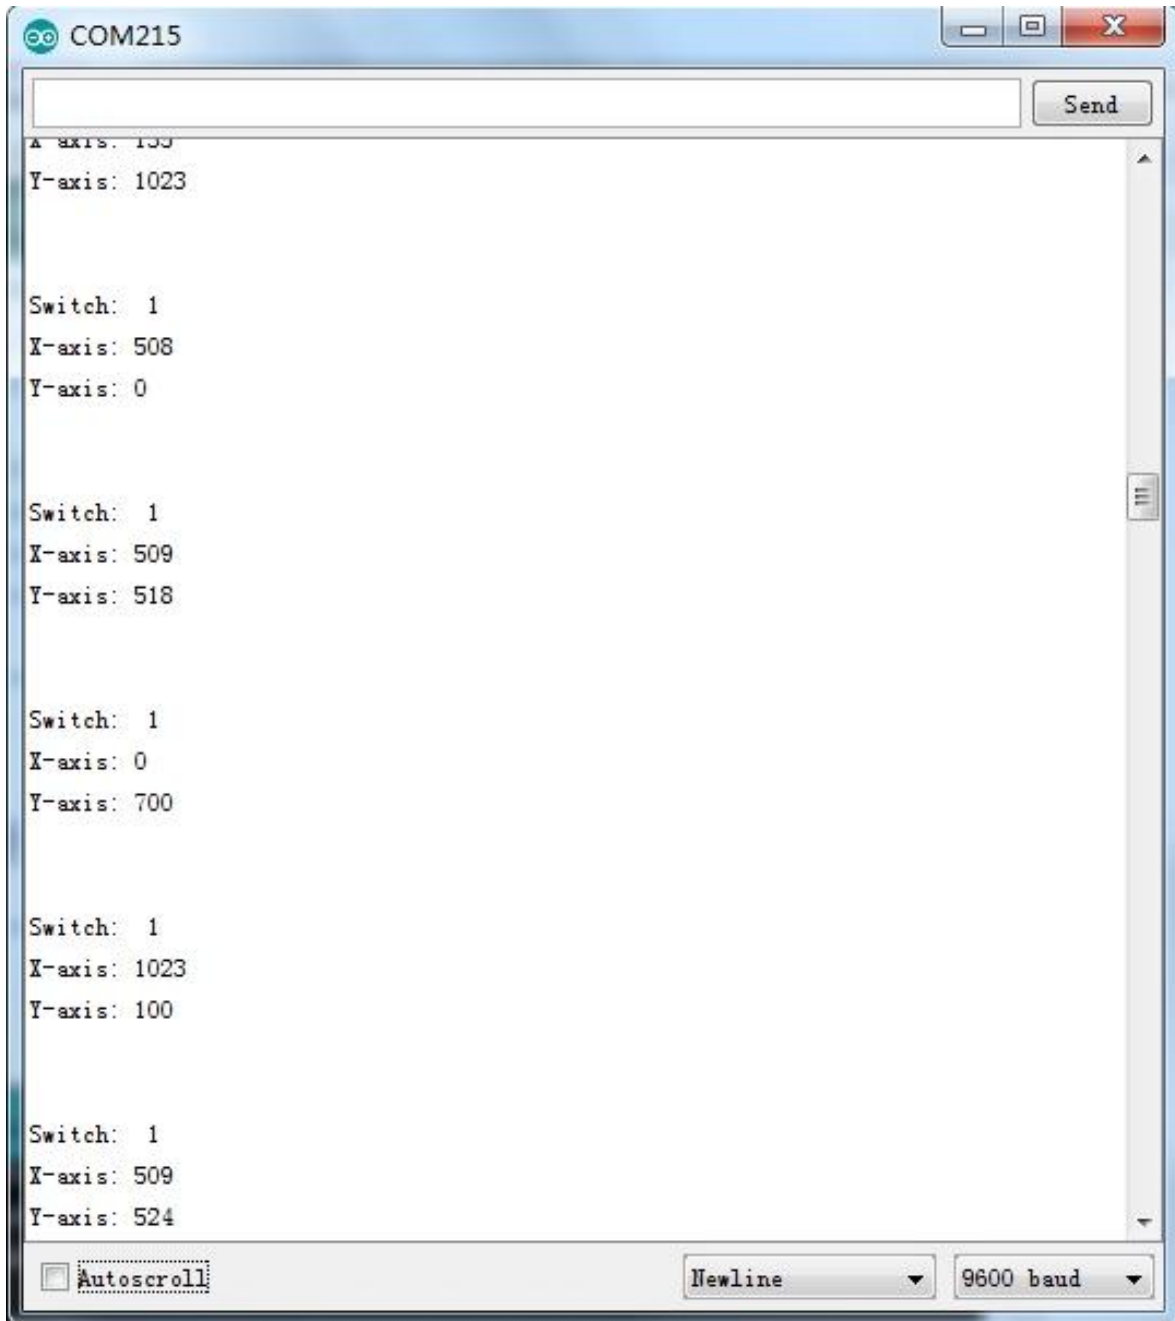 COM215
Send
Y-axis: 1023
Switch: 1
X-axis: 508
Y-axis: 0
Switch: 1
X-axis: 509
Y-axis: 518
Switch: 1
X-axis: 0
Y-axis: 700
Switch: 1
X-axis: 1023
Y-axis: 100
Switch: 1
X-axis: 509
Y-axis: 524
Autoscroll
Newline
9600 baud